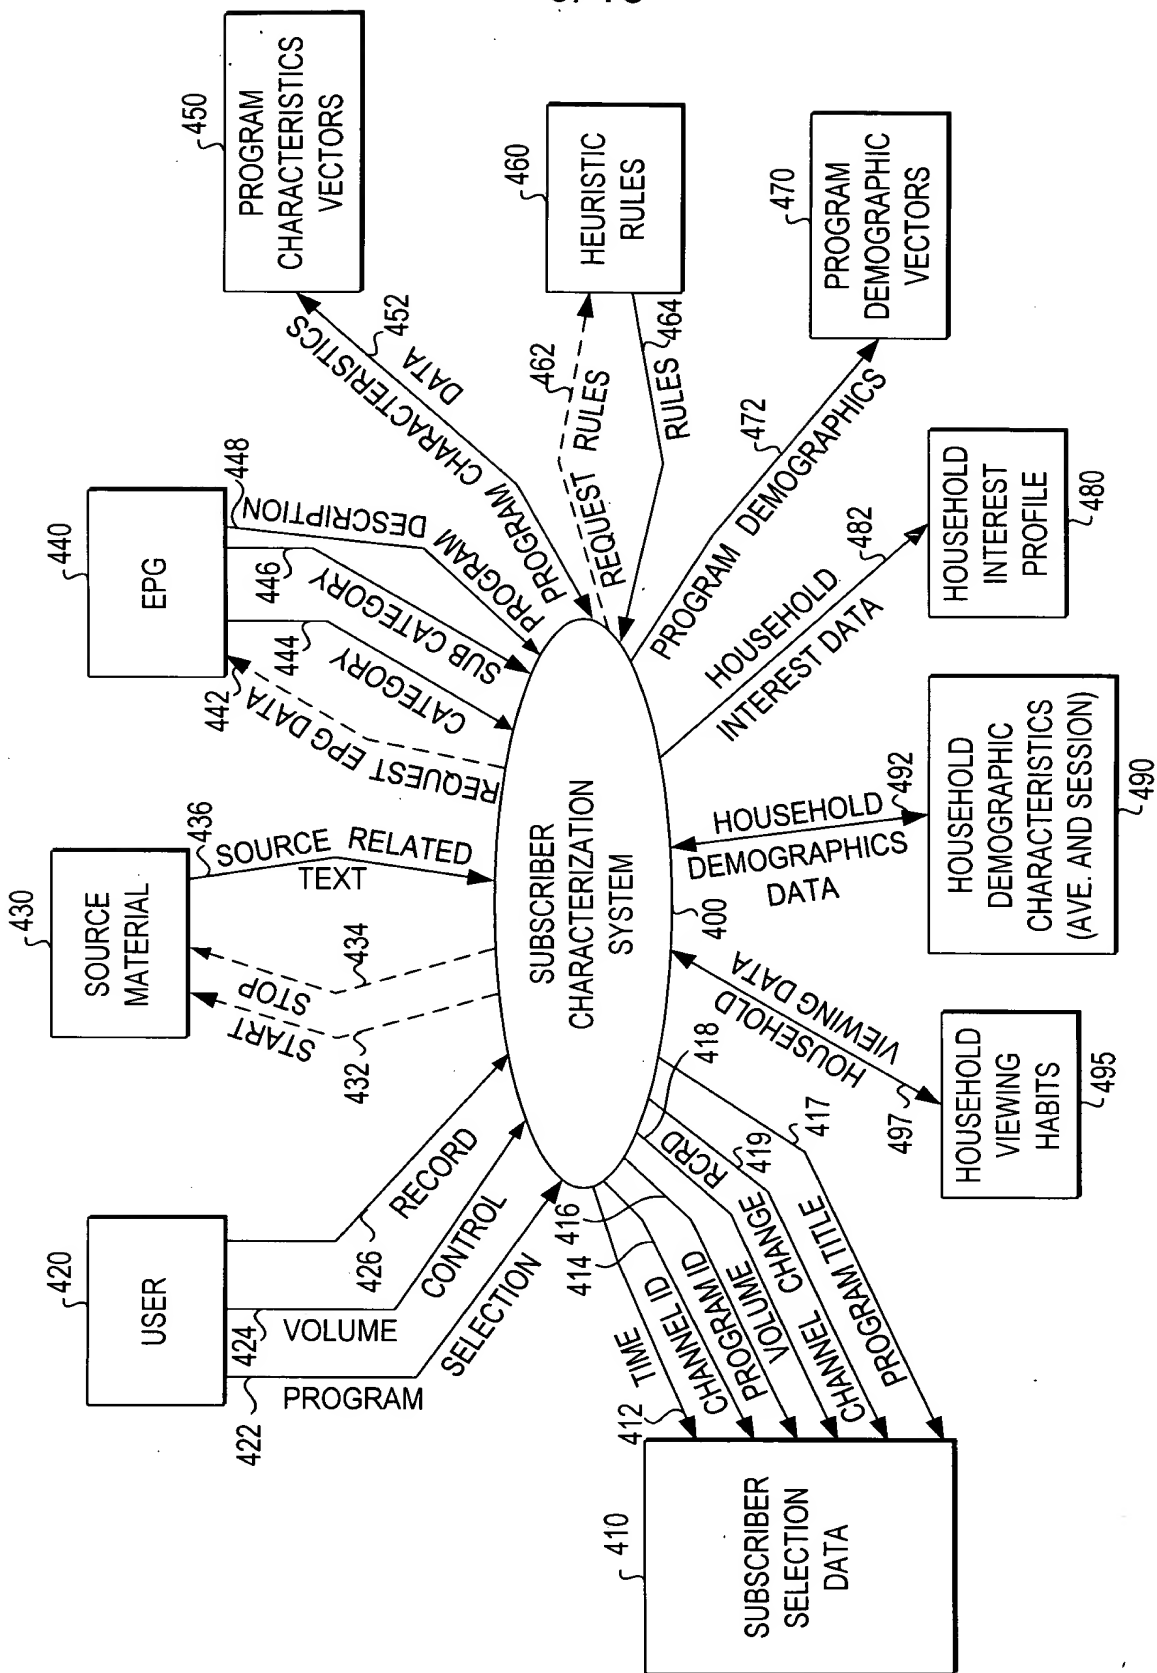 450
PROGRAM
CHARACTERISTICS
VECTORS
452
PROGRAM CHARACTERISTICS
DATA
460
HEURISTIC
RULES
462
REQUEST RULES
RULES
464
470
PROGRAM
DEMOGRAPHIC
VECTORS
472
PROGRAM DEMOGRAPHICS
440
EPG
442
REQUEST EPG DATA
444
CATEGORY
446
SUB CATEGORY
448
PROGRAM DESCRIPTION
480
HOUSEHOLD
INTEREST
PROFILE
482
HOUSEHOLD
INTEREST DATA
430
SOURCE
MATERIAL
436
SOURCE RELATED
TEXT
434
STOP
START
432
SUBSCRIBER
CHARACTERIZATION
SYSTEM
400
HOUSEHOLD
DEMOGRAPHICS
DATA
492
HOUSEHOLD
DEMOGRAPHIC
CHARACTERISTICS
(AVE. AND SESSION)
490
HOUSEHOLD
VIEWING DATA
497
HOUSEHOLD
VIEWING
HABITS
495
420
USER
426
RECORD
424
VOLUME CONTROL
422
PROGRAM SELECTION
410
SUBSCRIBER
SELECTION
DATA
412
TIME
414
CHANNEL ID
416
PROGRAM ID
418
VOLUME RCRD
419
CHANNEL CHANGE
417
PROGRAM TITLE